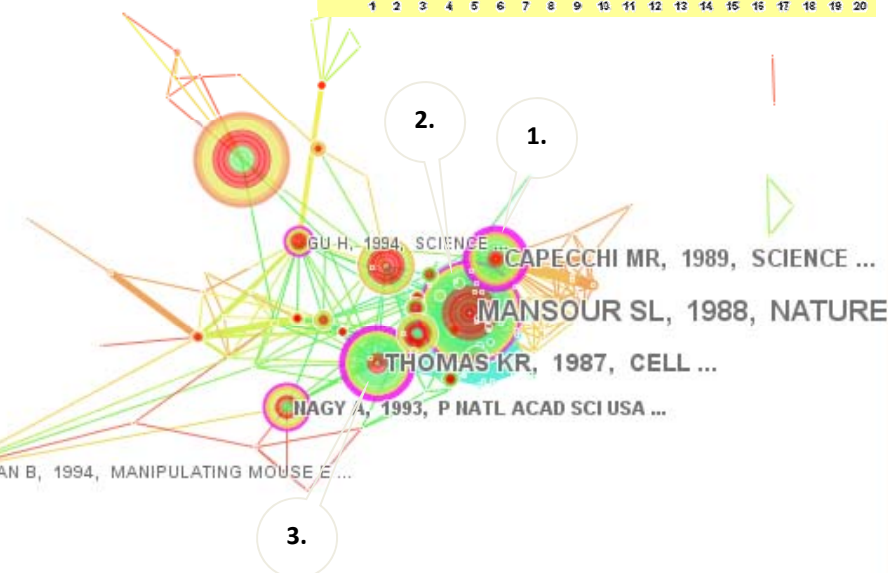 1 2 3 4 5 6 7 8 9 10 11 12 13 14 15 16 17 18 19 20
2.
1.
GU H, 1994, SCIENCE ...
CAPECCHI MR, 1989, SCIENCE ...
MANSOUR SL, 1988, NATURE
THOMAS KR, 1987, CELL ...
NAGY A, 1993, P NATL ACAD SCI USA ...
AN B, 1994, MANIPULATING MOUSE E ...
3.